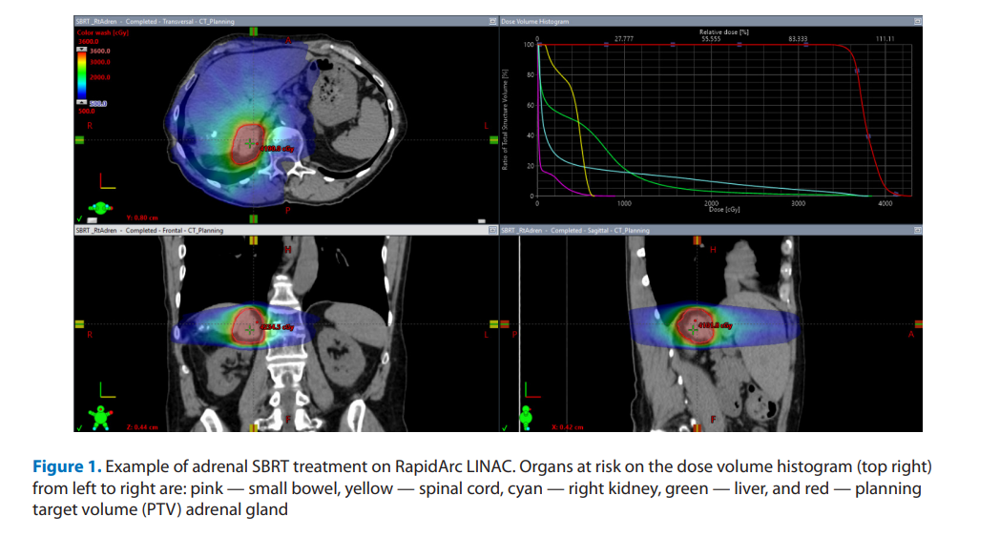 SBRT_RtAdren - Completed - Transversal - CT_Planning
Color wash [cGy]
3600.0
3000.0
2000.0
500.0
A
R
L
P
Y: 0.80 cm
Dose Volume Histogram
Relative dose [%]
0 27.777 55.555 83.333 111.11
Ratio of Total Structure Volume [%]
100
80
60
40
20
0
0 1000 2000 3000 4000
Dose [cGy]
SBRT_RtAdren - Completed - Frontal - CT_Planning
H
R
L
F
Z: 0.44 cm
SBRT_RtAdren - Completed - Sagittal - CT_Planning
H
P
A
F
X: 0.42 cm
Figure 1. Example of adrenal SBRT treatment on RapidArc LINAC. Organs at risk on the dose volume histogram (top right)
from left to right are: pink — small bowel, yellow — spinal cord, cyan — right kidney, green — liver, and red — planning
target volume (PTV) adrenal gland